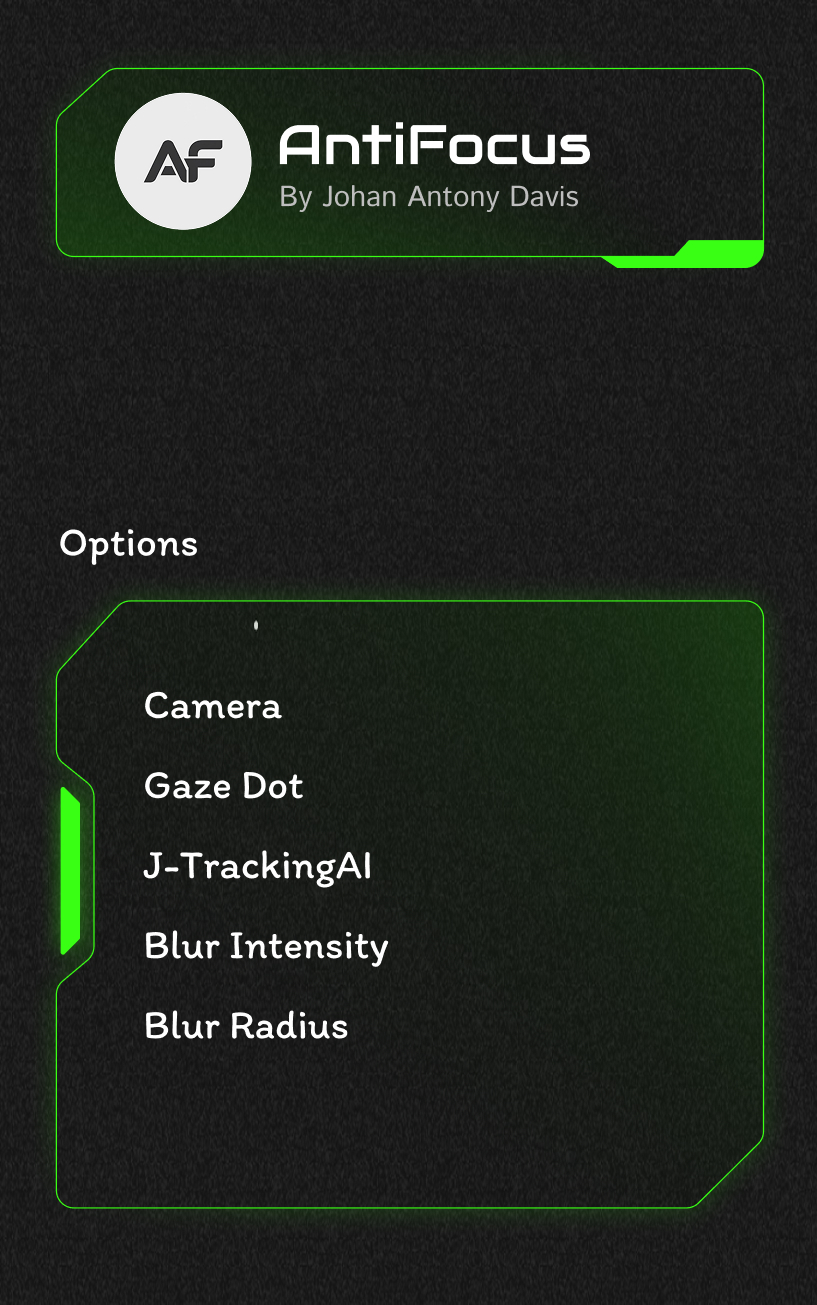 AF
AntiFocus
By Johan Antony Davis
Options
Camera
Gaze Dot
J-TrackingAI
Blur Intensity
Blur Radius